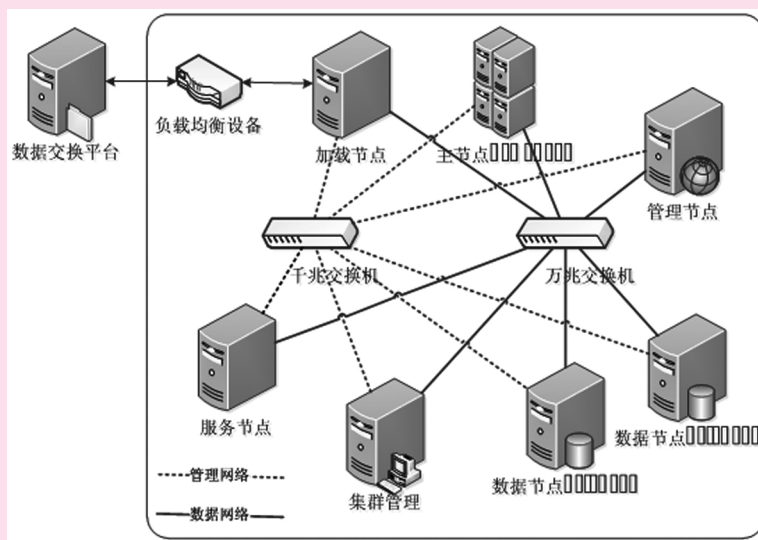 数据交换平台
负载均衡设备
加载节点
主节点
管理节点
千兆交换机
万兆交换机
服务节点
集群管理
数据节点
数据节点
管理网络
数据网络